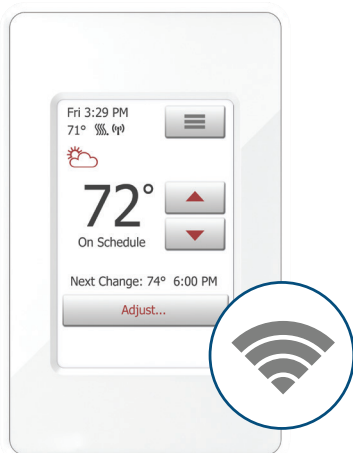 Fri 3:29 PM
71°
72°
On Schedule
Next Change: 74° 6:00 PM
Adjust...